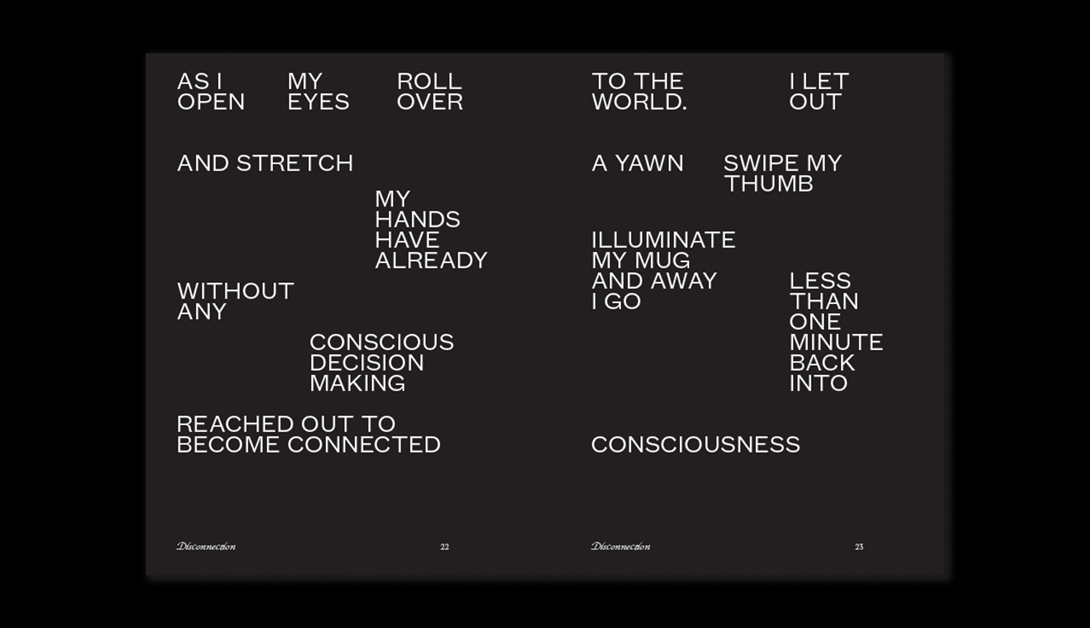 AS I
OPEN
MY
EYES
ROLL
OVER
AND STRETCH
MY
HANDS
HAVE
ALREADY
WITHOUT
ANY
CONSCIOUS
DECISION
MAKING
REACHED OUT TO
BECOME CONNECTED
Disconnection
22
TO THE
WORLD.
I LET
OUT
A YAWN
SWIPE MY
THUMB
ILLUMINATE
MY MUG
AND AWAY
I GO
LESS
THAN
ONE
MINUTE
BACK
INTO
CONSCIOUSNESS
Disconnection
23